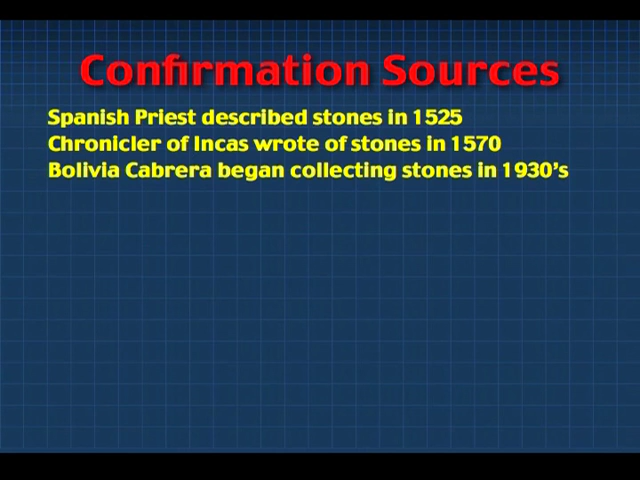 Confirmation Sources
Spanish Priest described stones in 1525
Chronicler of Incas wrote of stones in 1570
Bolivia Cabrera began collecting stones in 1930's